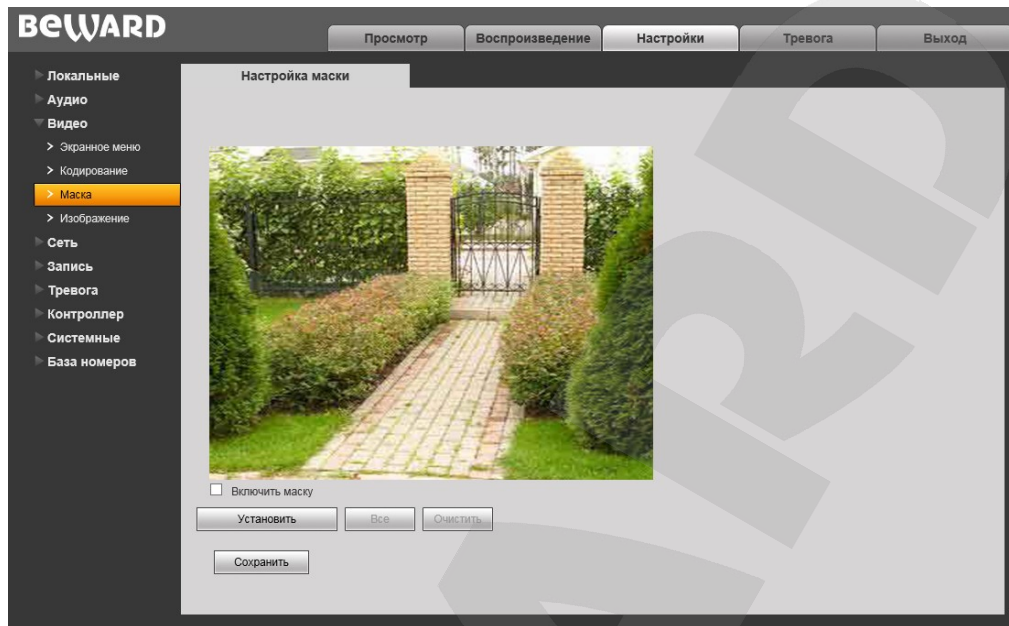 BEWARD
Просмотр Воспроизведение Настройки Тревога Выход
Локальные
Аудио
Видео
Экранное меню
Кодирование
Маска
Изображение
Сеть
Запись
Тревога
Контроллер
Системные
База номеров
Настройка маски
Включить маску
Установить Все Очистить
Сохранить
ARD